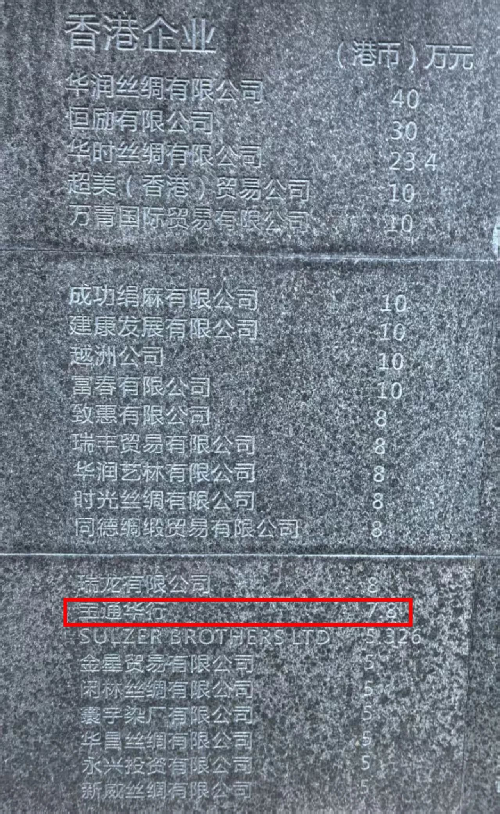 香港企业
（港币）万元
华润丝绸有限公司 40
恒励有限公司 30
华时丝绸有限公司 23.4
超美（香港）贸易公司 10
万菁国际贸易有限公司 10
成功绢麻有限公司 10
建康发展有限公司 10
越洲公司 10
富春有限公司 10
致惠有限公司 8
瑞丰贸易有限公司 8
华润艺林有限公司 8
时光丝绸有限公司 8
同德绸缎贸易有限公司 8
瑞龙有限公司 8
宝通华行 7.8
SULZER BROTHERS LTD 5.326
金星贸易有限公司 5
闲林丝绸有限公司 5
寰宇染厂有限公司 5
华昌丝绸有限公司 5
永兴投资有限公司 5
新威丝绸有限公司 5